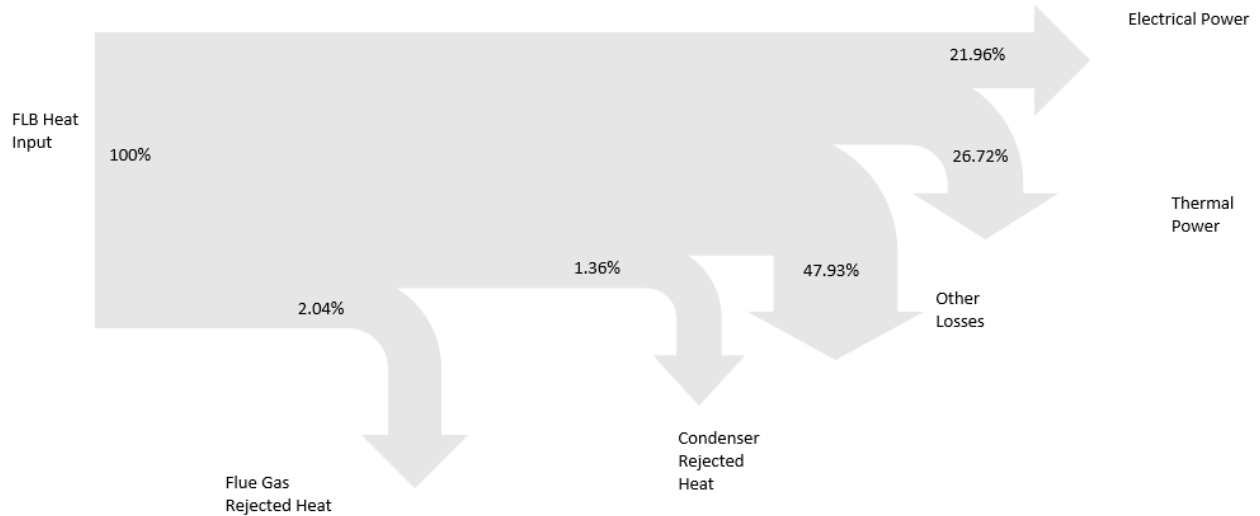 Electrical Power
21.96%
FLB Heat
Input
100%
26.72%
Thermal
Power
1.36%
47.93%
2.04%
Other
Losses
Condenser
Rejected
Heat
Flue Gas
Rejected Heat